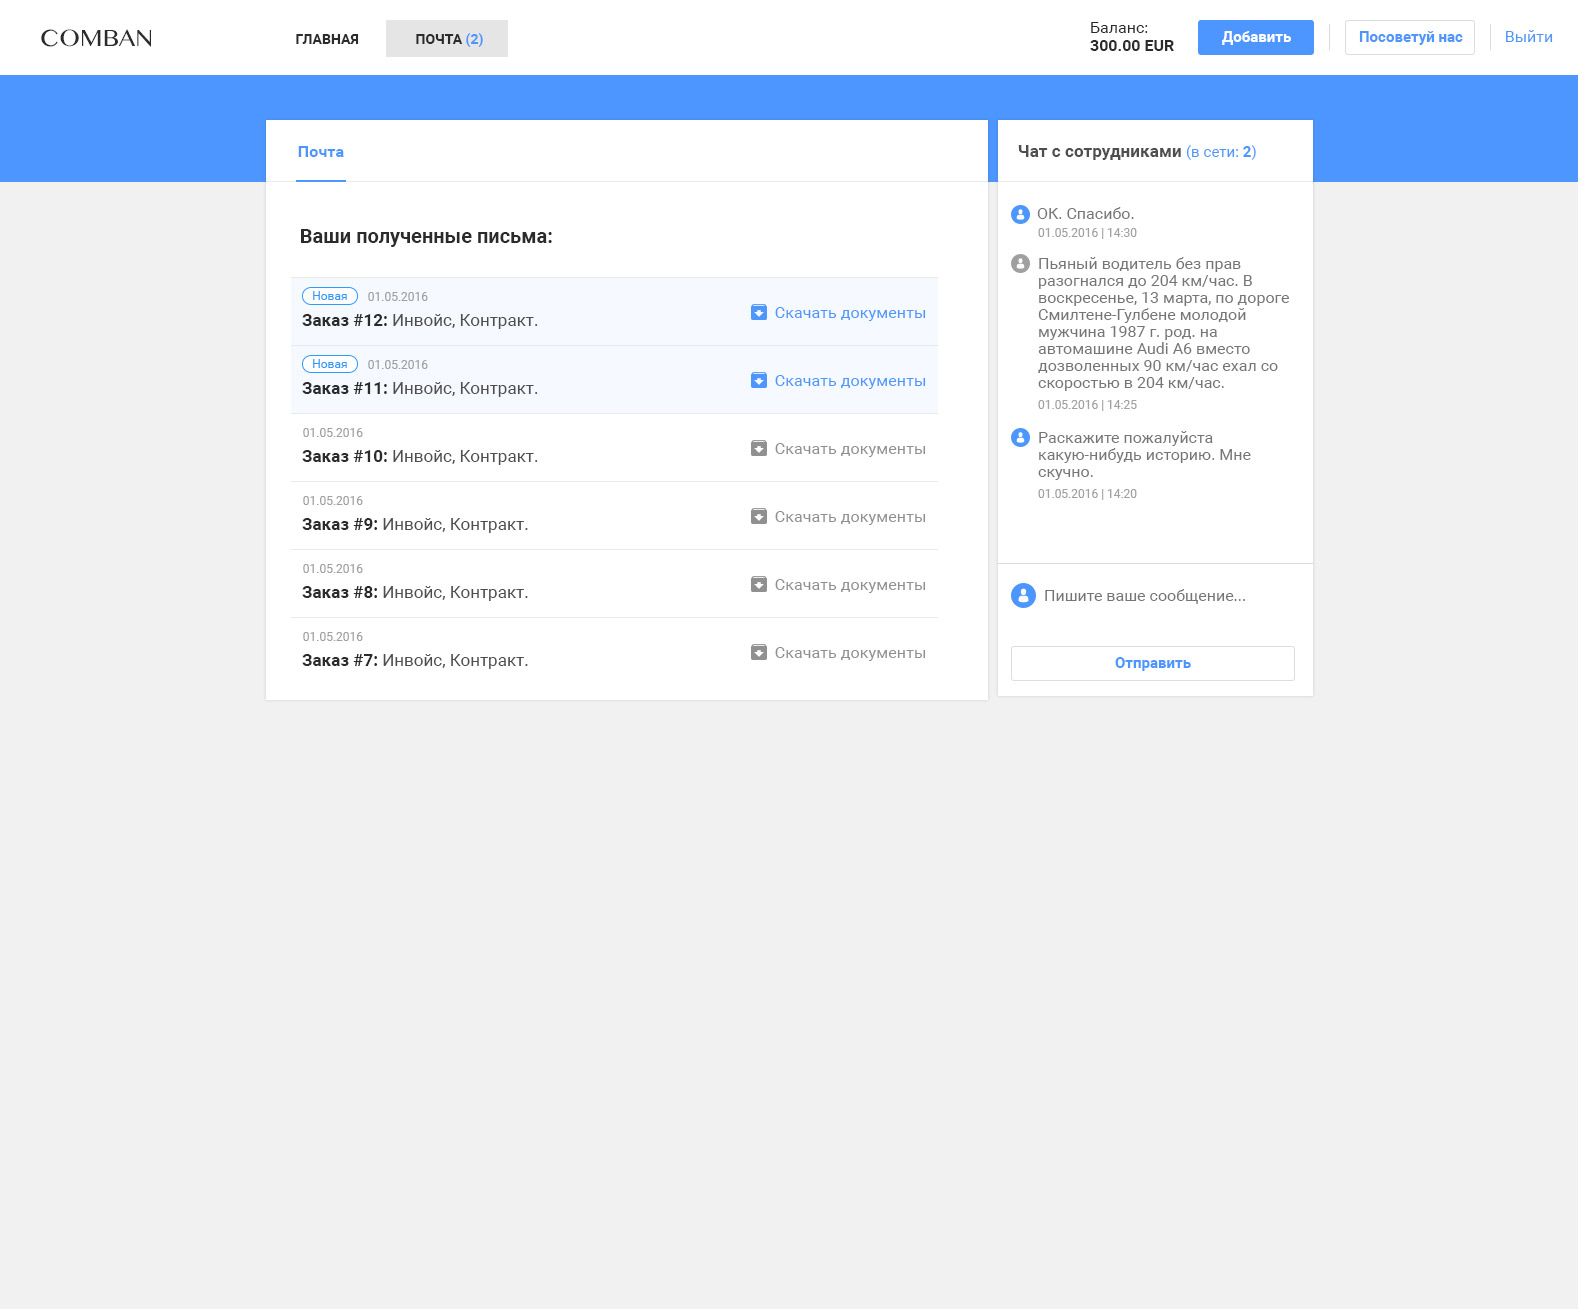 COMBAN
ГЛАВНАЯ
ПОЧТА (2)
Баланс:
300.00 EUR
Добавить
Посоветуй нас
Выйти
Почта
Ваши полученные письма:
Новая 01.05.2016
Заказ #12: Инвойс, Контракт.
Скачать документы
Новая 01.05.2016
Заказ #11: Инвойс, Контракт.
Скачать документы
01.05.2016
Заказ #10: Инвойс, Контракт.
Скачать документы
01.05.2016
Заказ #9: Инвойс, Контракт.
Скачать документы
01.05.2016
Заказ #8: Инвойс, Контракт.
Скачать документы
01.05.2016
Заказ #7: Инвойс, Контракт.
Скачать документы
Чат с сотрудниками (в сети: 2)
ОК. Спасибо.
01.05.2016 | 14:30
Пьяный водитель без прав
разогнался до 204 км/час. В
воскресенье, 13 марта, по дороге
Смилтене-Гулбене молодой
мужчина 1987 г. род. на
автомашине Audi A6 вместо
дозволенных 90 км/час ехал со
скоростью в 204 км/час.
01.05.2016 | 14:25
Раскажите пожалуйста
какую-нибудь историю. Мне
скучно.
01.05.2016 | 14:20
Пишите ваше сообщение...
Отправить